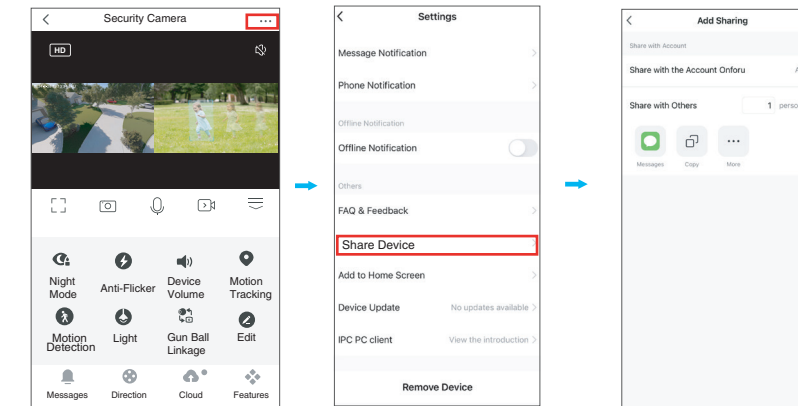 Security Camera
HD
Night
Mode
Anti-Flicker
Device
Volume
Motion
Tracking
Motion
Detection
Light
Gun Ball
Linkage
Edit
Messages
Direction
Cloud
Features
Settings
Message Notification
Phone Notification
Offline Notification
Offline Notification
Others
FAQ & Feedback
Share Device
Add to Home Screen
Device Update No updates available
IPC PC client View the introduction
Remove Device
Add Sharing
Share with Account
Share with the Account Onforu A
Share with Others 1 perso
Messages
Copy
More